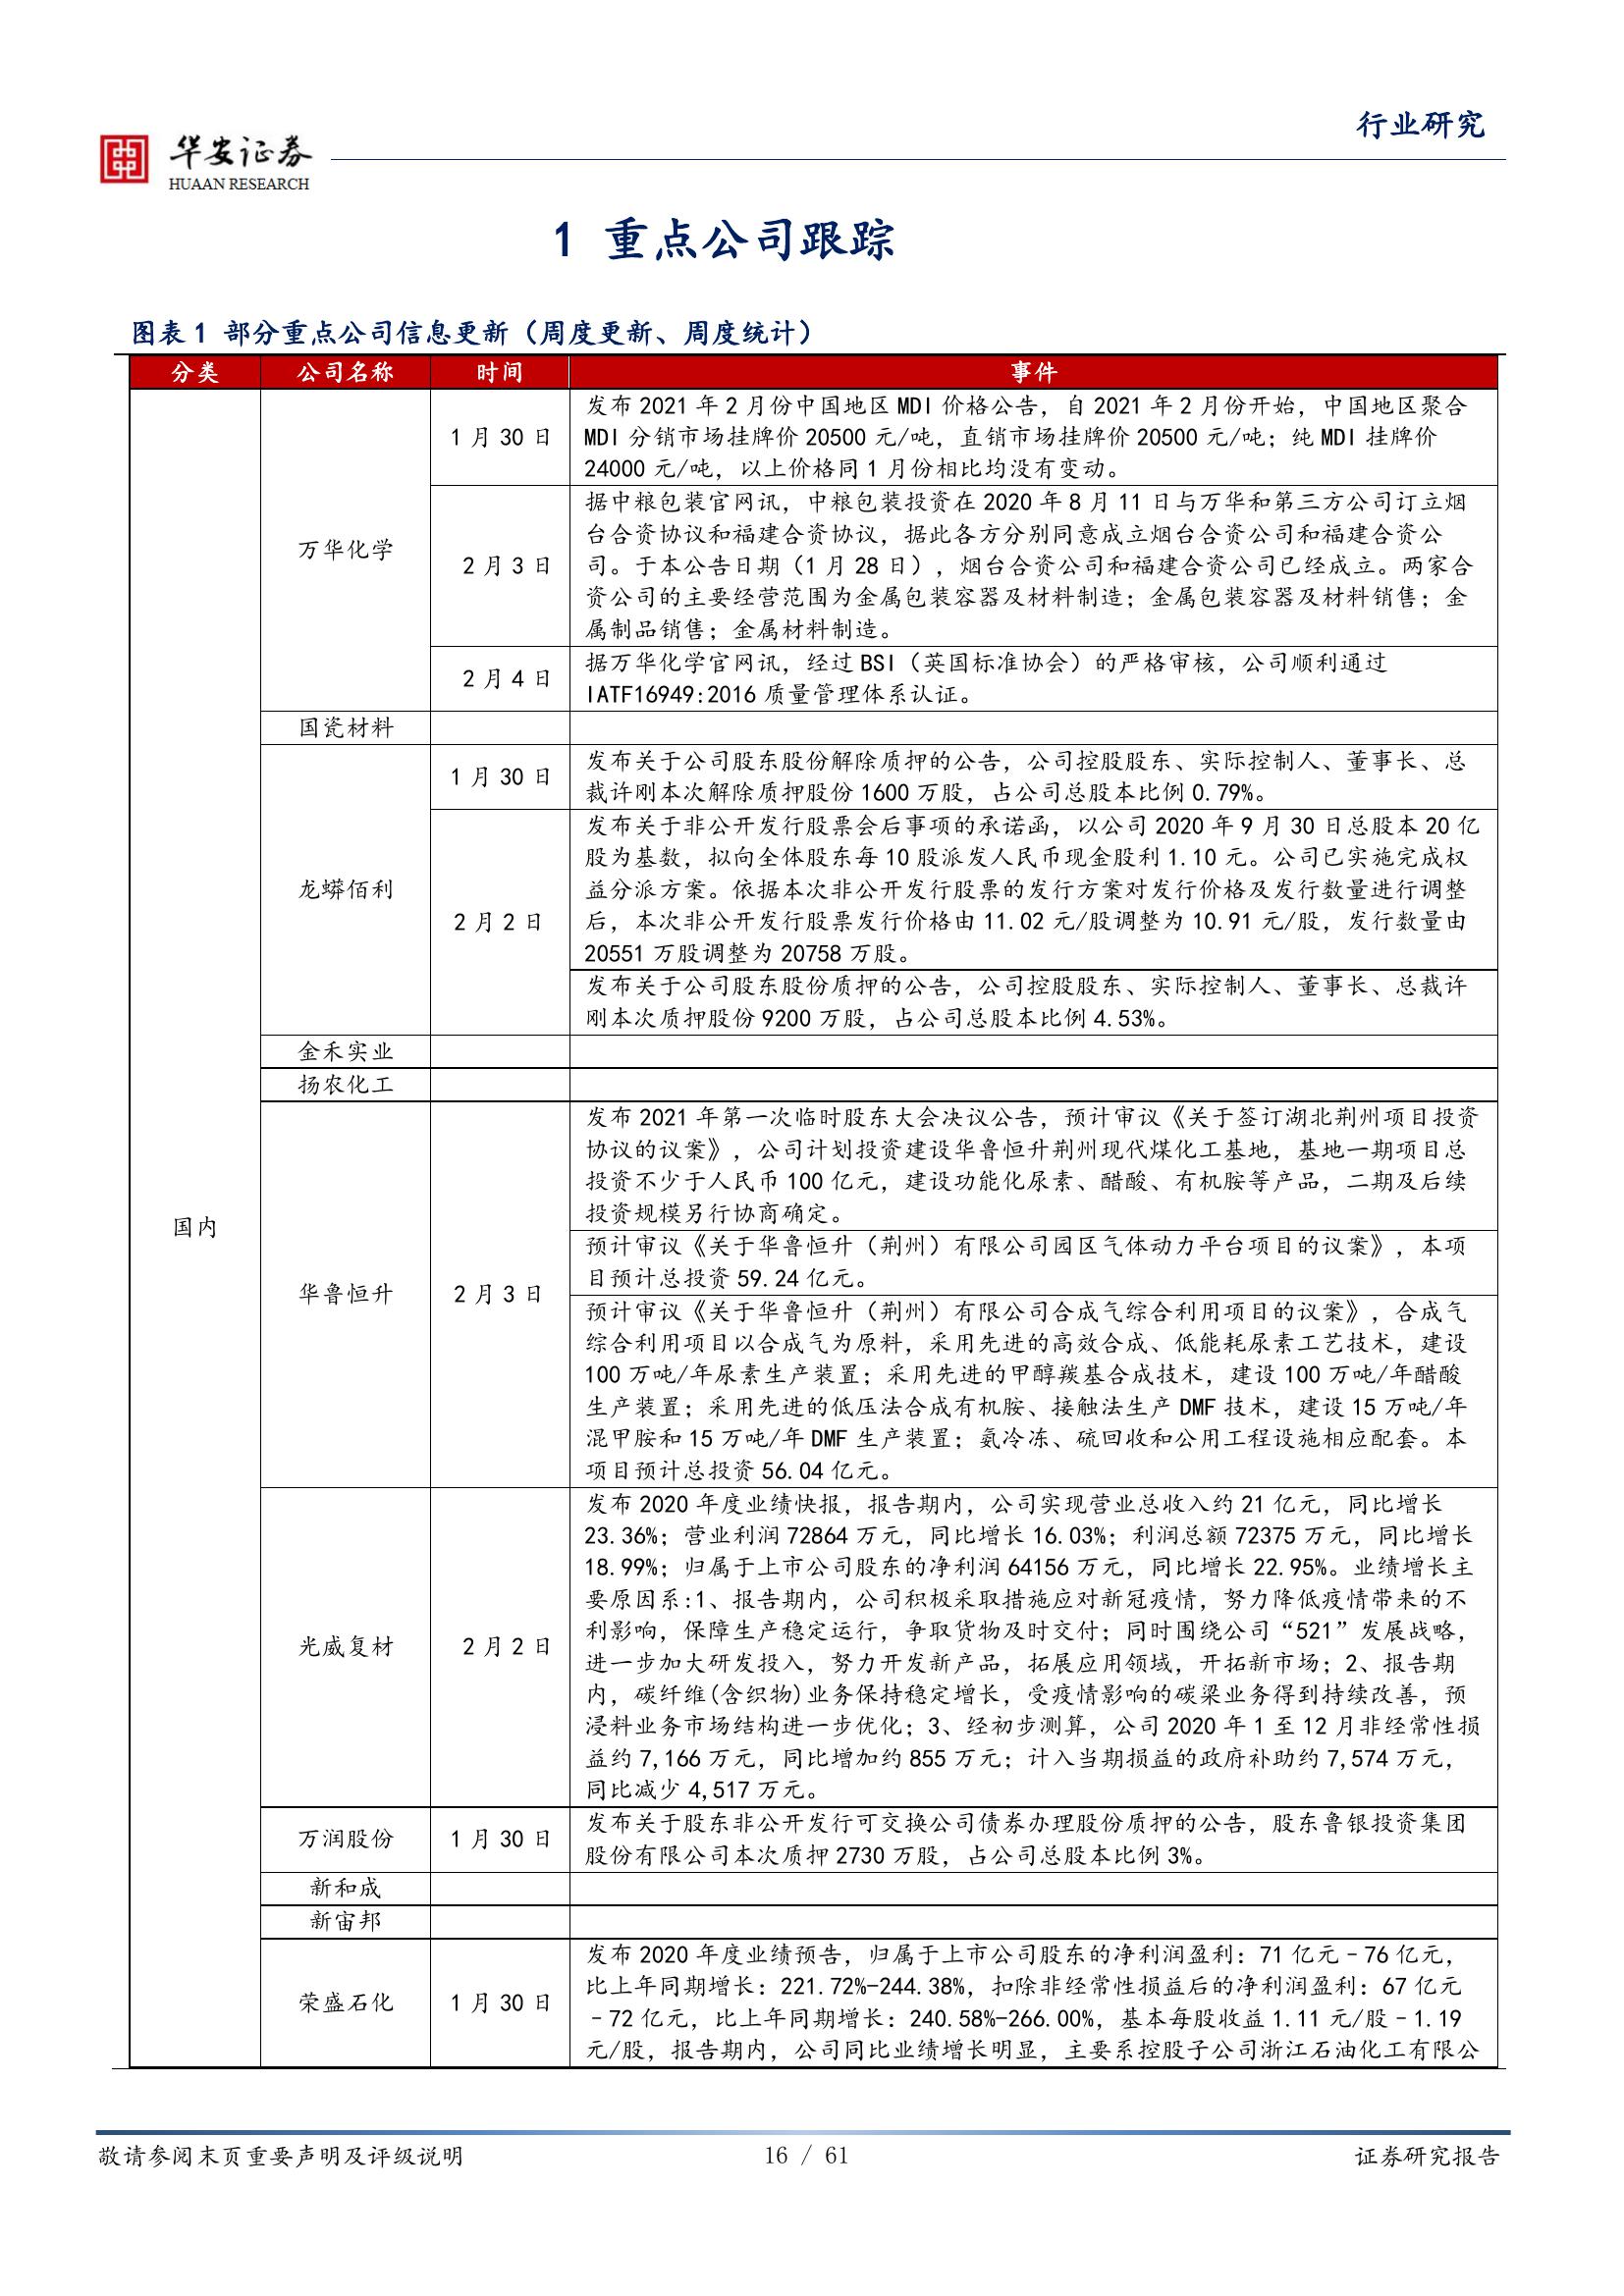 行业研究
华安证券
HUAAN RESEARCH
1 重点公司跟踪
图表 1 部分重点公司信息更新（周度更新、周度统计）
分类 公司名称 时间 事件
国内
万华化学
1 月 30 日
发布 2021 年 2 月份中国地区 MDI 价格公告，自 2021 年 2 月份开始，中国地区聚合
MDI 分销市场挂牌价 20500 元/吨，直销市场挂牌价 20500 元/吨；纯 MDI 挂牌价
24000 元/吨，以上价格同 1 月份相比均没有变动。
2 月 3 日
据中粮包装官网讯，中粮包装投资在 2020 年 8 月 11 日与万华和第三方公司订立烟
台合资协议和福建合资协议，据此各方分别同意成立烟台合资公司和福建合资公
司。于本公告日期（1 月 28 日），烟台合资公司和福建合资公司已经成立。两家合
资公司的主要经营范围为金属包装容器及材料制造；金属包装容器及材料销售；金
属制品销售；金属材料制造。
2 月 4 日
据万华化学官网讯，经过 BSI（英国标准协会）的严格审核，公司顺利通过
IATF16949:2016 质量管理体系认证。
国瓷材料
龙蟒佰利
1 月 30 日
发布关于公司股东股份解除质押的公告，公司控股股东、实际控制人、董事长、总
裁许刚本次解除质押股份 1600 万股，占公司总股本比例 0.79%。
2 月 2 日
发布关于非公开发行股票会后事项的承诺函，以公司 2020 年 9 月 30 日总股本 20 亿
股为基数，拟向全体股东每 10 股派发人民币现金股利 1.10 元。公司已实施完成权
益分派方案。依据本次非公开发行股票的发行方案对发行价格及发行数量进行调整
后，本次非公开发行股票发行价格由 11.02 元/股调整为 10.91 元/股，发行数量由
20551 万股调整为 20758 万股。
发布关于公司股东股份质押的公告，公司控股股东、实际控制人、董事长、总裁许
刚本次质押股份 9200 万股，占公司总股本比例 4.53%。
金禾实业
扬农化工
华鲁恒升
2 月 3 日
发布 2021 年第一次临时股东大会决议公告，预计审议《关于签订湖北荆州项目投资
协议的议案》，公司计划投资建设华鲁恒升荆州现代煤化工基地，基地一期项目总
投资不少于人民币 100 亿元，建设功能化尿素、醋酸、有机胺等产品，二期及后续
投资规模另行协商确定。
预计审议《关于华鲁恒升（荆州）有限公司园区气体动力平台项目的议案》，本项
目预计总投资 59.24 亿元。
预计审议《关于华鲁恒升（荆州）有限公司合成气综合利用项目的议案》，合成气
综合利用项目以合成气为原料，采用先进的高效合成、低能耗尿素工艺技术，建设
100 万吨/年尿素生产装置；采用先进的甲醇羰基合成技术，建设 100 万吨/年醋酸
生产装置；采用先进的低压法合成有机胺、接触法生产 DMF 技术，建设 15 万吨/年
混甲胺和 15 万吨/年 DMF 生产装置；氨冷冻、硫回收和公用工程设施相应配套。本
项目预计总投资 56.04 亿元。
光威复材
2 月 2 日
发布 2020 年度业绩快报，报告期内，公司实现营业总收入约 21 亿元，同比增长
23.36%；营业利润 72864 万元，同比增长 16.03%；利润总额 72375 万元，同比增长
18.99%；归属于上市公司股东的净利润 64156 万元，同比增长 22.95%。业绩增长主
要原因系:1、报告期内，公司积极采取措施应对新冠疫情，努力降低疫情带来的不
利影响，保障生产稳定运行，争取货物及时交付；同时围绕公司“521”发展战略，
进一步加大研发投入，努力开发新产品，拓展应用领域，开拓新市场；2、报告期
内，碳纤维(含织物)业务保持稳定增长，受疫情影响的碳梁业务得到持续改善，预
浸料业务市场结构进一步优化；3、经初步测算，公司 2020 年 1 至 12 月非经常性损
益约 7,166 万元，同比增加约 855 万元；计入当期损益的政府补助约 7,574 万元，
同比减少 4,517 万元。
万润股份
1 月 30 日
发布关于股东非公开发行可交换公司债券办理股份质押的公告，股东鲁银投资集团
股份有限公司本次质押 2730 万股，占公司总股本比例 3%。
新和成
新宙邦
荣盛石化
1 月 30 日
发布 2020 年度业绩预告，归属于上市公司股东的净利润盈利：71 亿元–76 亿元，
比上年同期增长：221.72%-244.38%，扣除非经常性损益后的净利润盈利：67 亿元
–72 亿元，比上年同期增长：240.58%-266.00%，基本每股收益 1.11 元/股–1.19
元/股，报告期内，公司同比业绩增长明显，主要系控股子公司浙江石油化工有限公
敬请参阅末页重要声明及评级说明 16 / 61 证券研究报告